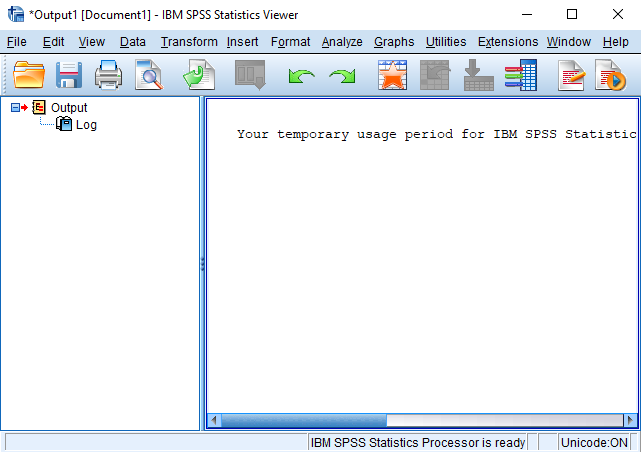 *Output1 [Document1] - IBM SPSS Statistics Viewer
File Edit View Data Transform Insert Format Analyze Graphs Utilities Extensions Window Help
Output
Log
Your temporary usage period for IBM SPSS Statistic
IBM SPSS Statistics Processor is ready Unicode:ON